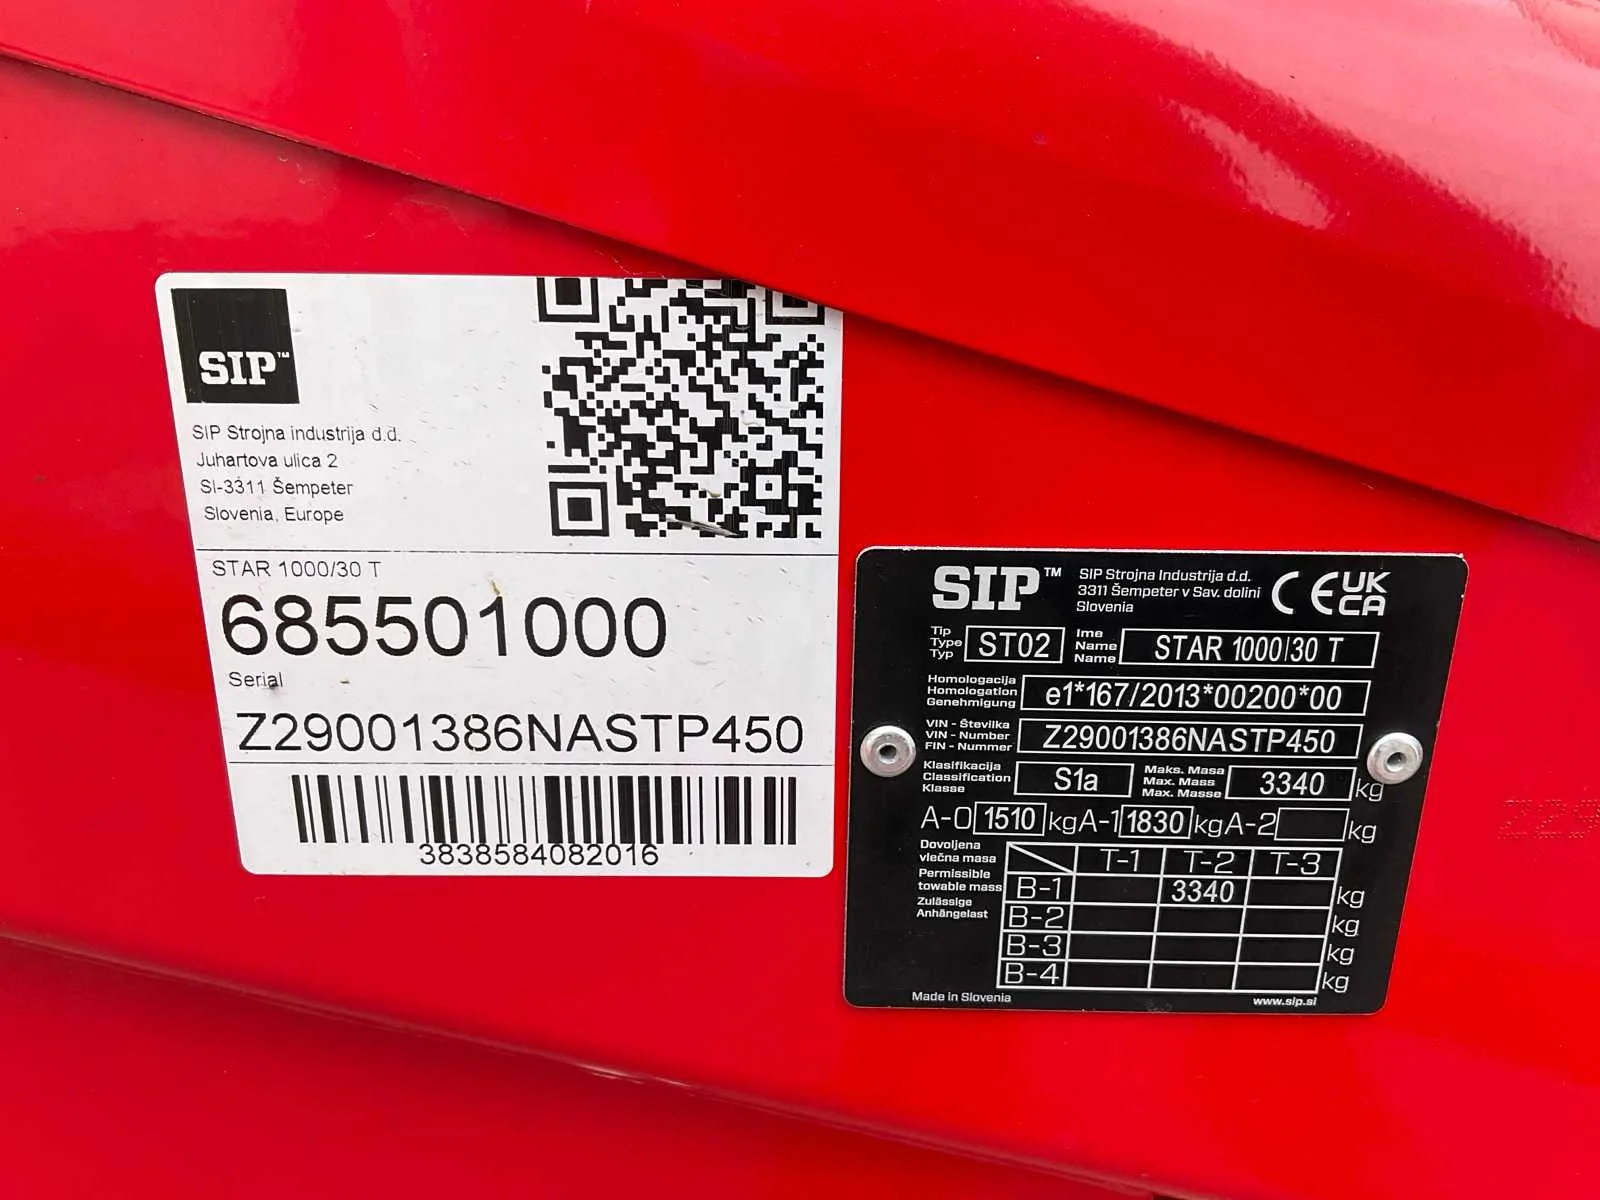 SIP™
SIP Strojna industrija d.d.
Juhartova ulica 2
SI-3311 Šempeter
Slovenia, Europe
STAR 1000/30 T
685501000
Serial
Z29001386NASTP450
3838584082016
SIP™ SIP Strojna Industrija d.d.
3311 Šempeter v Sav. dolini
Slovenia
CE UK
CA
Tip
Type
Typ
ST02
Ime
Name
Name
STAR 1000/30 T
Homologacija
Homologation
Genehmigung
e1*167/2013*00200*00
VIN - Številka
VIN - Number
FIN - Nummer
Z29001386NASTP450
Klasifikacija
Classification
Klasse
S1a
Maks. Masa
Max. Mass
Max. Masse
3340 kg
A-0 1510 kg A-1 1830 kg A-2 kg
Dovoljena
vlečna masa
Permissible
towable mass
Zulässige
Anhängelast
T-1 T-2 T-3
B-1 3340 kg
B-2 kg
B-3 kg
B-4 kg
Made in Slovenia
www.sip.si